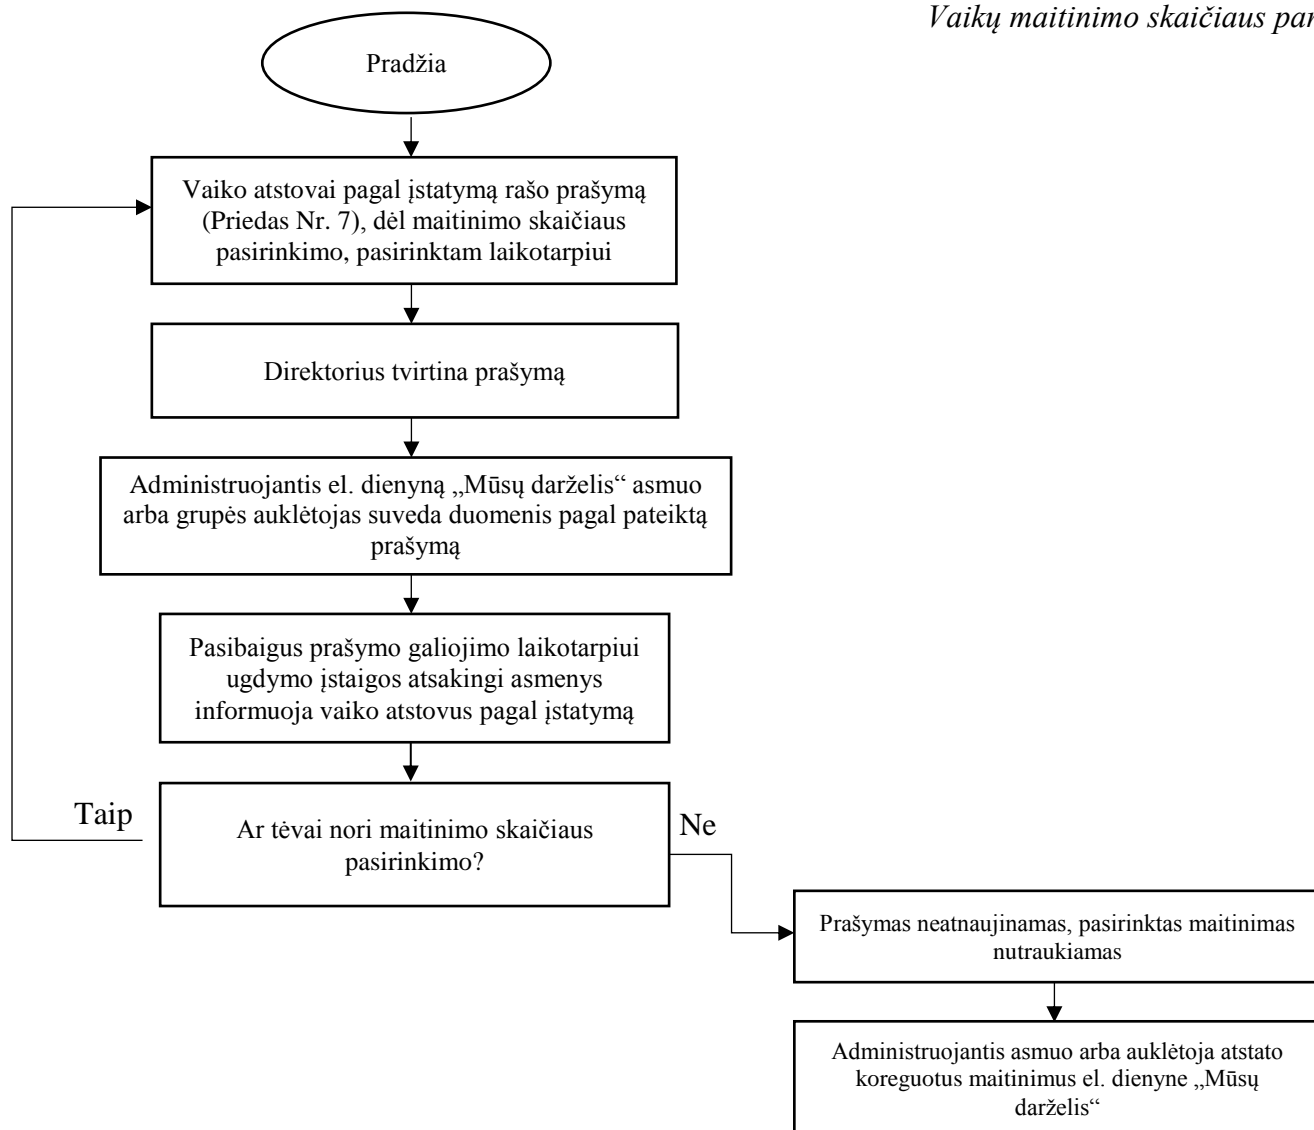 Vaikų maitinimo skaičiaus
Pradžia
Vaiko atstovai pagal įstatymą rašo prašymą
(Priedas Nr. 7), dėl maitinimo skaičiaus
pasirinkimo, pasirinktam laikotarpiui
Direktorius tvirtina prašymą
Administruojantis el. dienyną „Mūsų darželis“ asmuo
arba grupės auklėtojas suveda duomenis pagal pateiktą
prašymą
Pasibaigus prašymo galiojimo laikotarpiui
ugdymo įstaigos atsakingi asmenys
informuoja vaiko atstovus pagal įstatymą
Taip
Ar tėvai nori maitinimo skaičiaus
pasirinkimo?
Ne
Prašymas neatnaujinamas, pasirinktas maitinimas
nutraukiamas
Administruojantis asmuo arba auklėtoja atstato
koreguotus maitinimus el. dienyne „Mūsų
darželis“